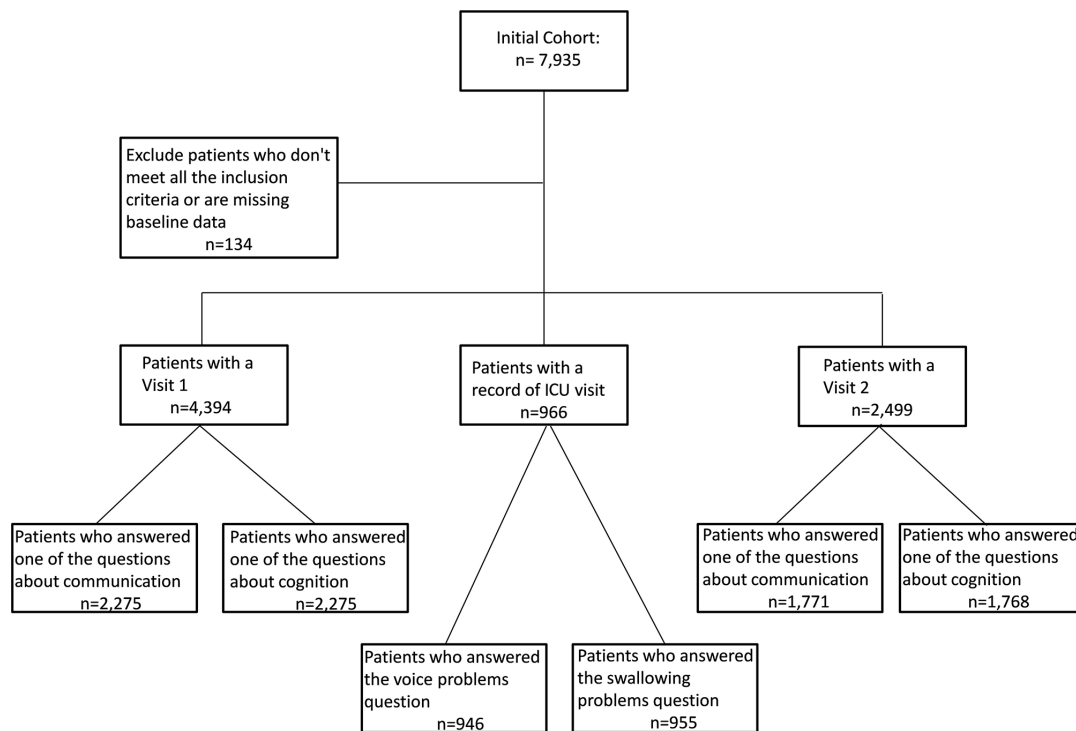 Initial Cohort:
n= 7,935
Exclude patients who don't
meet all the inclusion
criteria or are missing
baseline data
n=134
Patients with a
Visit 1
n=4,394
Patients with a
record of ICU visit
n=966
Patients with a
Visit 2
n=2,499
Patients who answered
one of the questions
about communication
n=2,275
Patients who answered
one of the questions
about cognition
n=2,275
Patients who answered
one of the questions
about communication
n=1,771
Patients who answered
one of the questions
about cognition
n=1,768
Patients who answered
the voice problems
question
n=946
Patients who answered
the swallowing
problems question
n=955